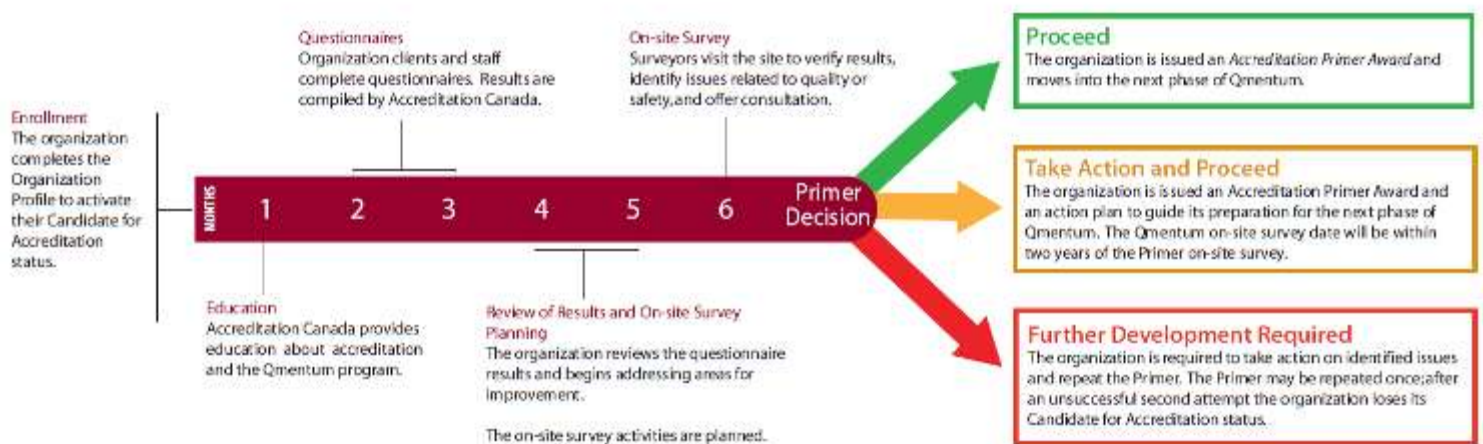 Enrollment
The organization
completes the
Organization
Profile to activate
their Candidate for
Accreditation
status.
Questionnaires
Organization clients and staff
complete questionnaires. Results are
compiled by Accreditation Canada.
On-site Survey
Surveyors visit the site to verify results,
identify issues related to quality or
safety, and offer consultation.
MONTHS
1
2
3
4
5
6
Primer
Decision
Education
Accreditation Canada provides
education about accreditation
and the Qmentum program.
Review of Results and On-site Survey
Planning
The organization reviews the questionnaire
results and begins addressing areas for
improvement.
The on-site survey activities are planned.
Proceed
The organization is issued an Accreditation Primer Award and
moves into the next phase of Qmentum.
Take Action and Proceed
The organization is issued an Accreditation Primer Award and
an action plan to guide its preparation for the next phase of
Qmentum. The Qmentum on-site survey date will be within
two years of the Primer on-site survey.
Further Development Required
The organization is required to take action on identified issues
and repeat the Primer. The Primer may be repeated once; after
an unsuccessful second attempt the organization loses its
Candidate for Accreditation status.